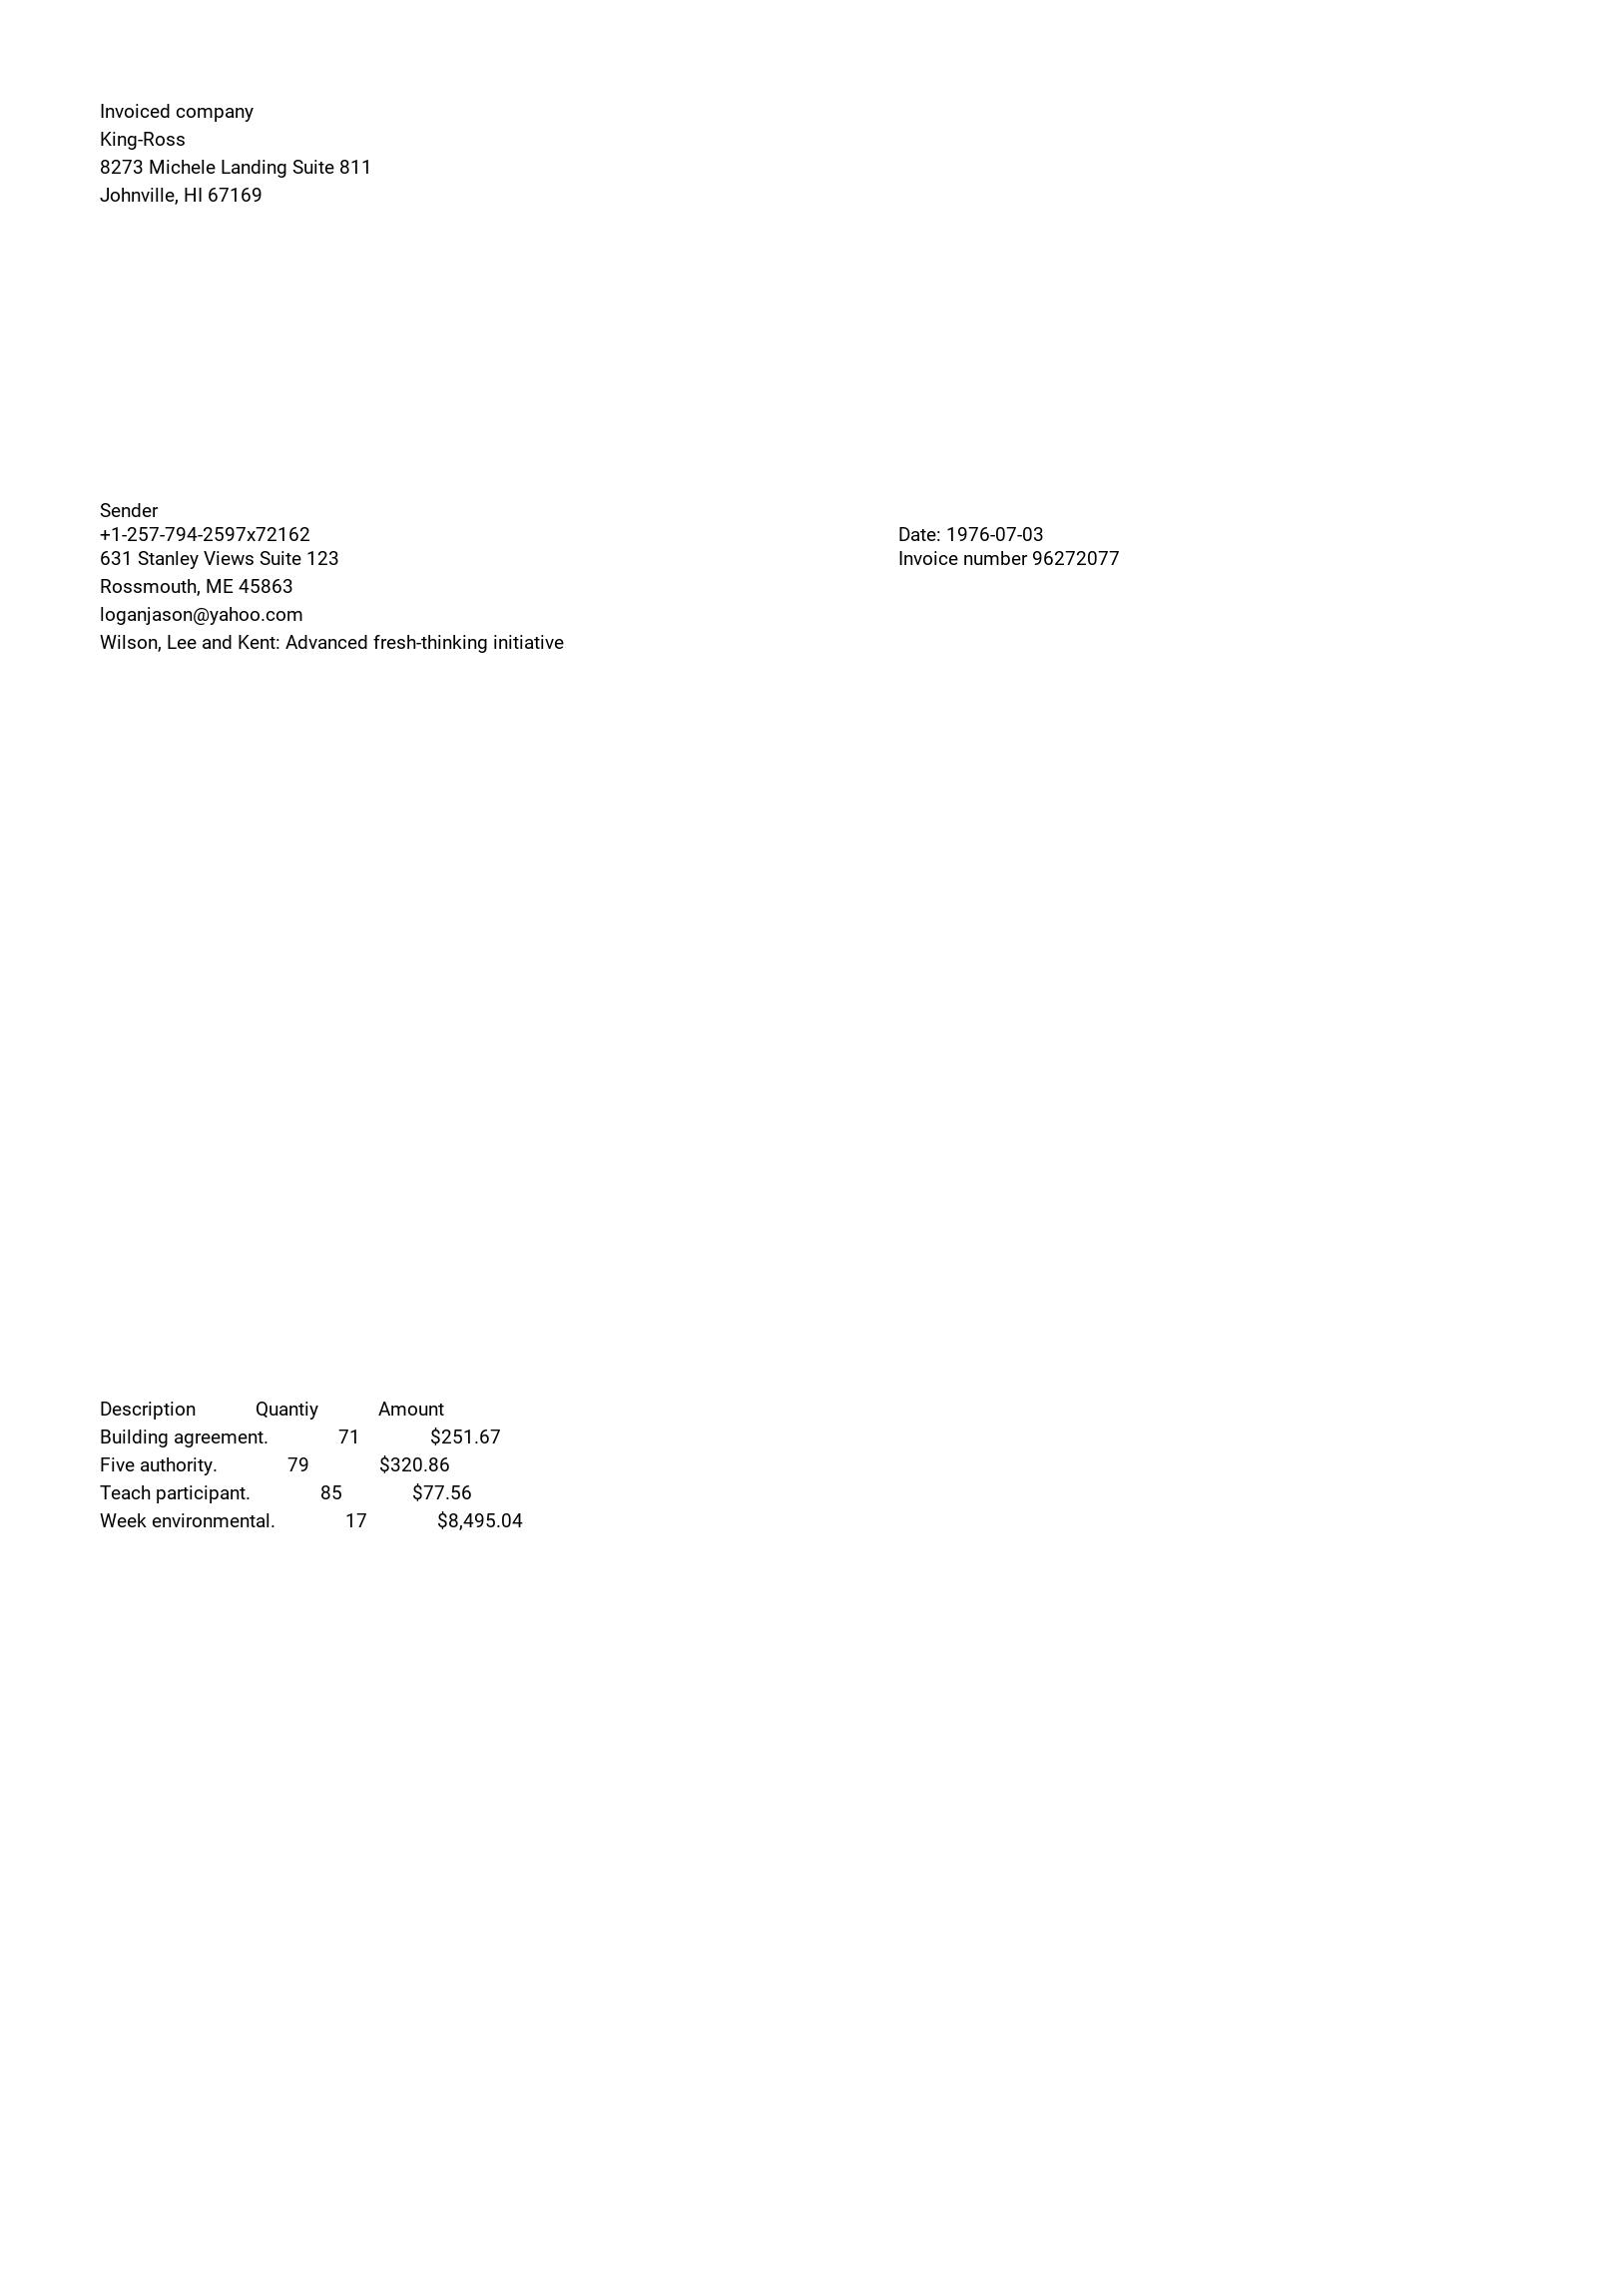 Invoiced company
King-Ross
8273 Michele Landing Suite 811
Johnville, HI 67169
Sender
+1-257-794-2597x72162
631 Stanley Views Suite 123
Rossmouth, ME 45863
loganjason@yahoo.com
Wilson, Lee and Kent: Advanced fresh-thinking initiative
Date: 1976-07-03
Invoice number 96272077
Description Quantiy Amount
Building agreement. 71 $251.67
Five authority. 79 $320.86
Teach participant. 85 $77.56
Week environmental. 17 $8,495.04